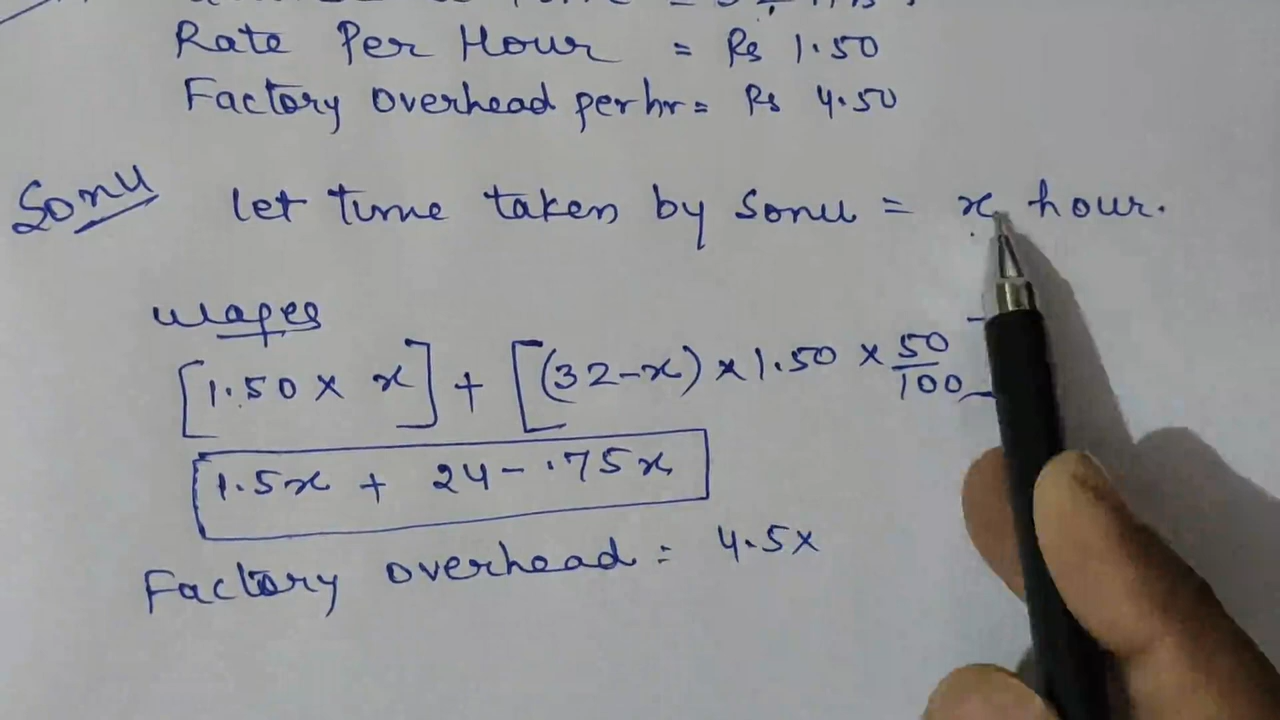 Rate Per Hour = Rs 1.50
Factory overhead per hr = Rs 4.50
Sonu let time taken by Sonu = x hour.
Wages
[1.50 × x] + [(32-x) × 1.50 × 50/100
1.5x + 24 - .75x
Factory overhead = 4.5x